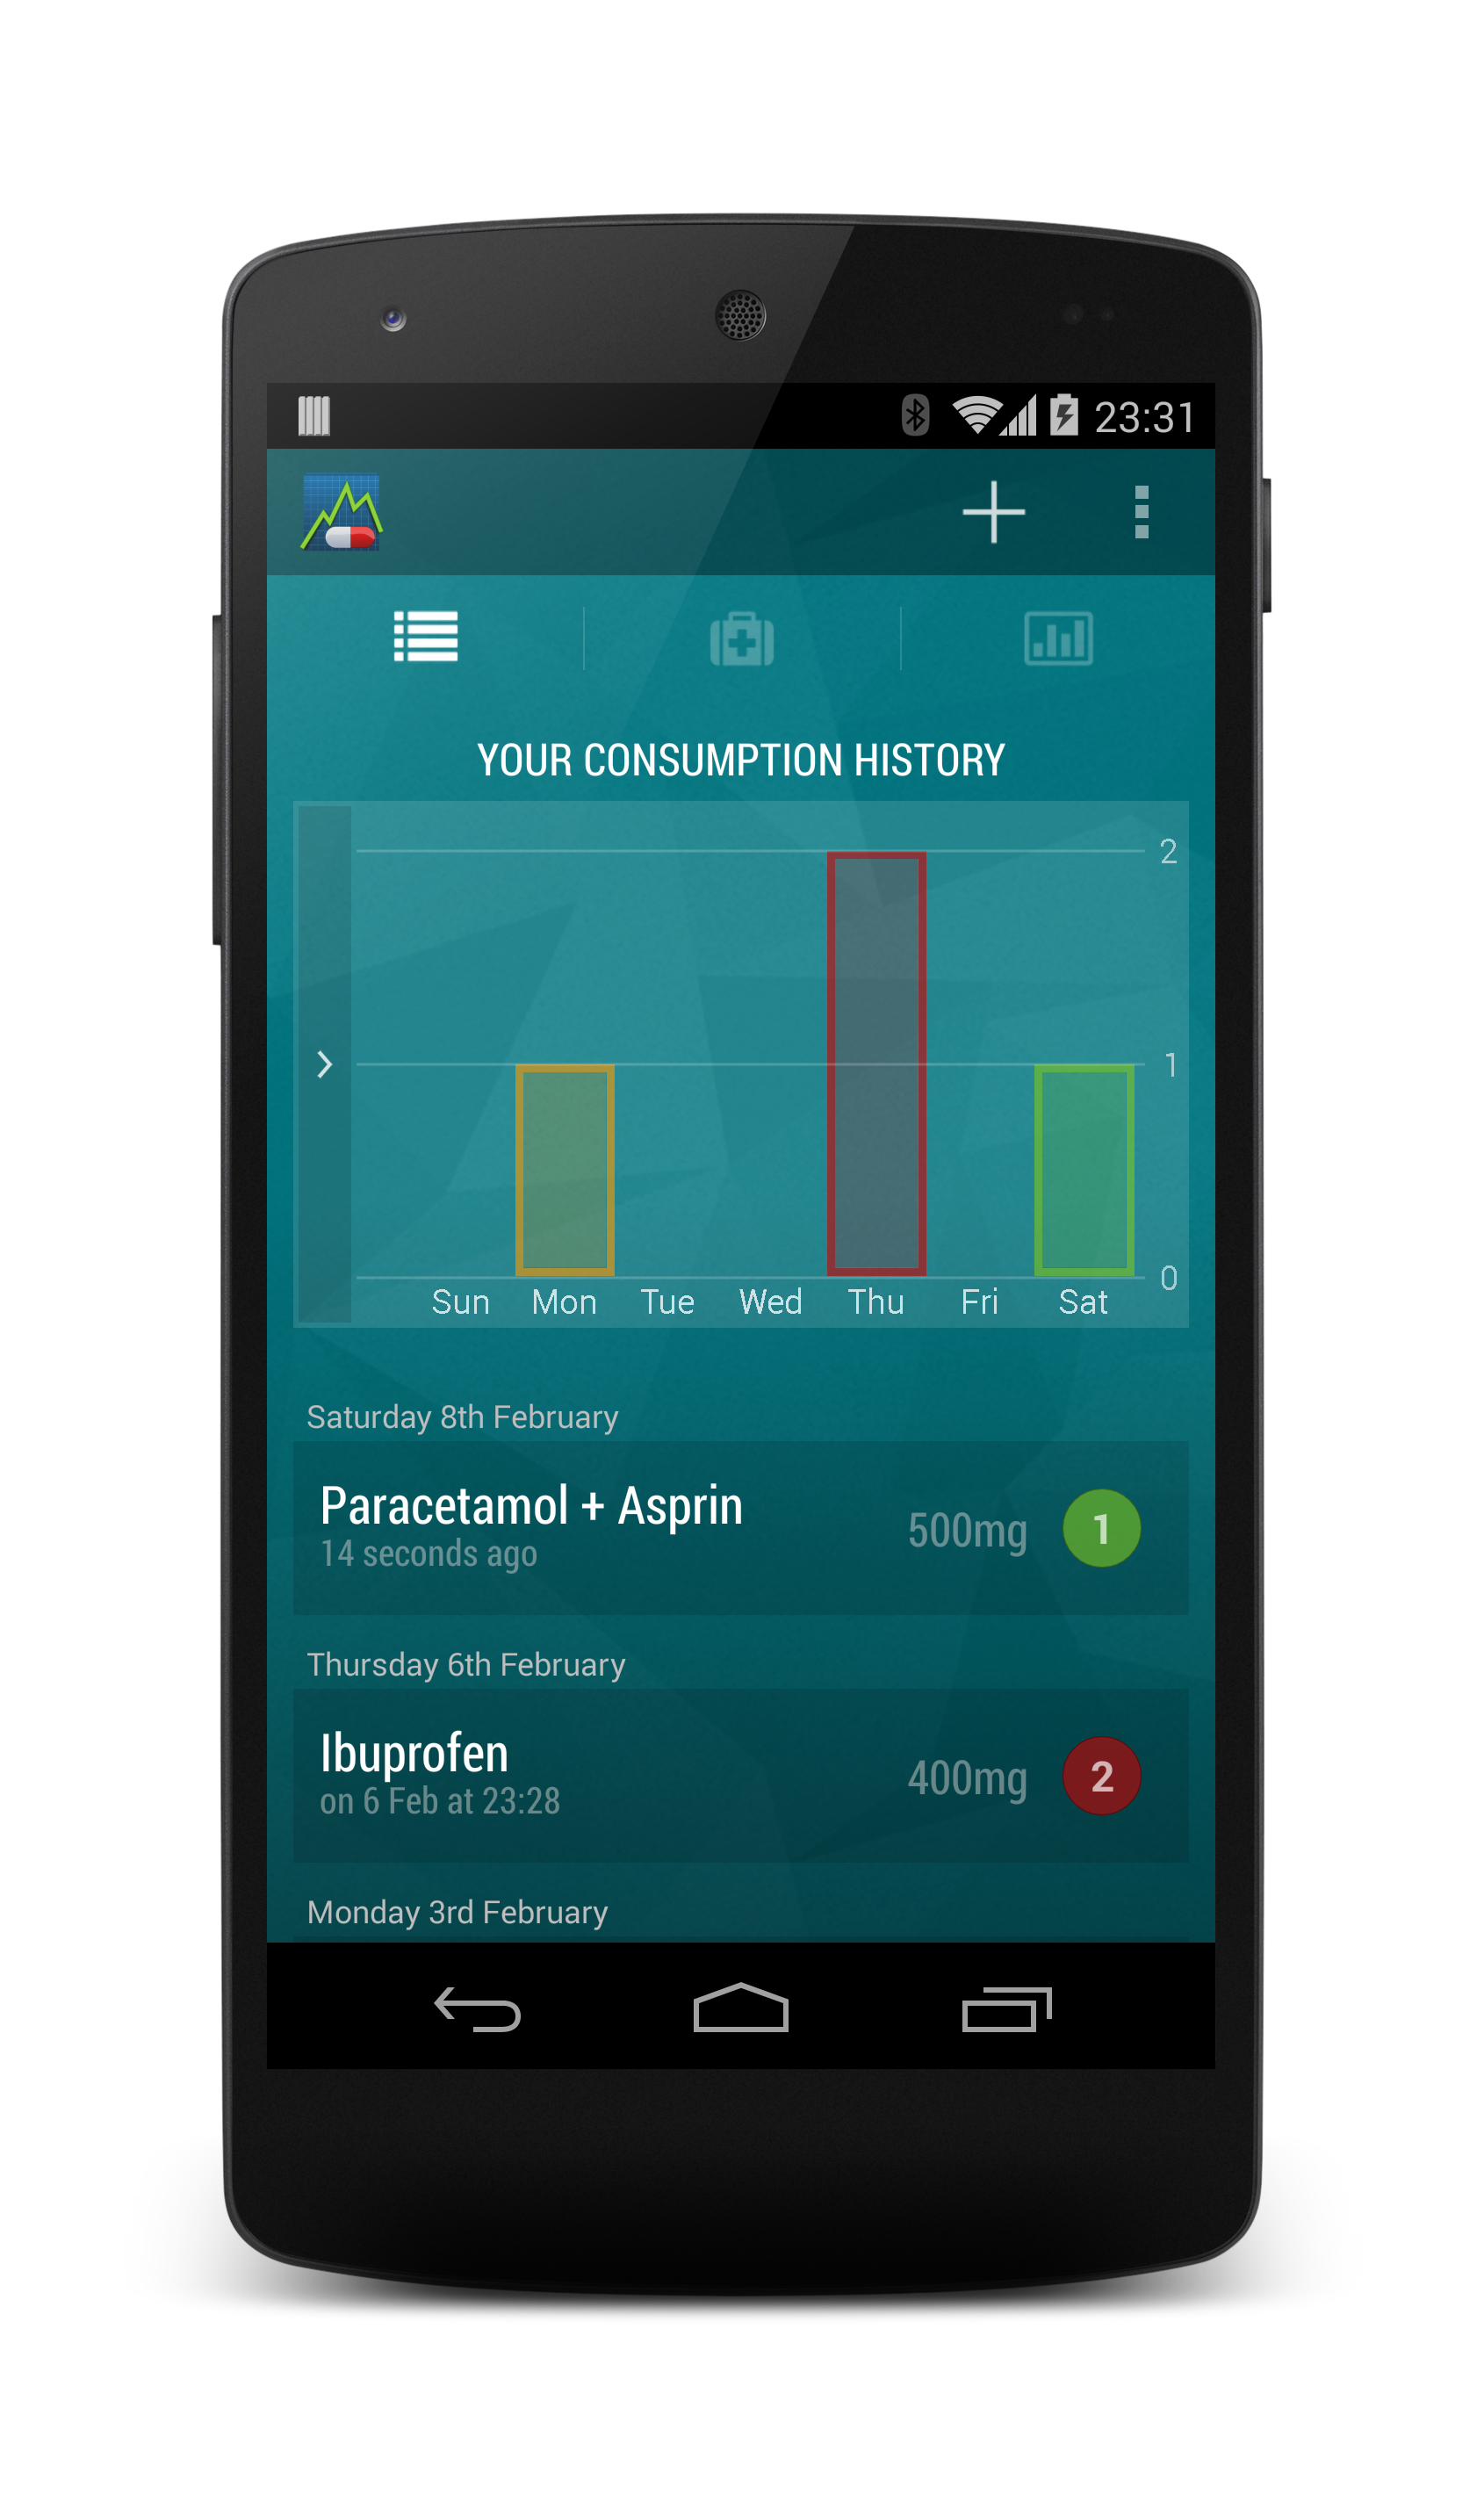 23:31
YOUR CONSUMPTION HISTORY
2
1
0
Sun Mon Tue Wed Thu Fri Sat
Saturday 8th February
Paracetamol + Asprin
14 seconds ago
500mg
1
Thursday 6th February
Ibuprofen
on 6 Feb at 23:28
400mg
2
Monday 3rd February